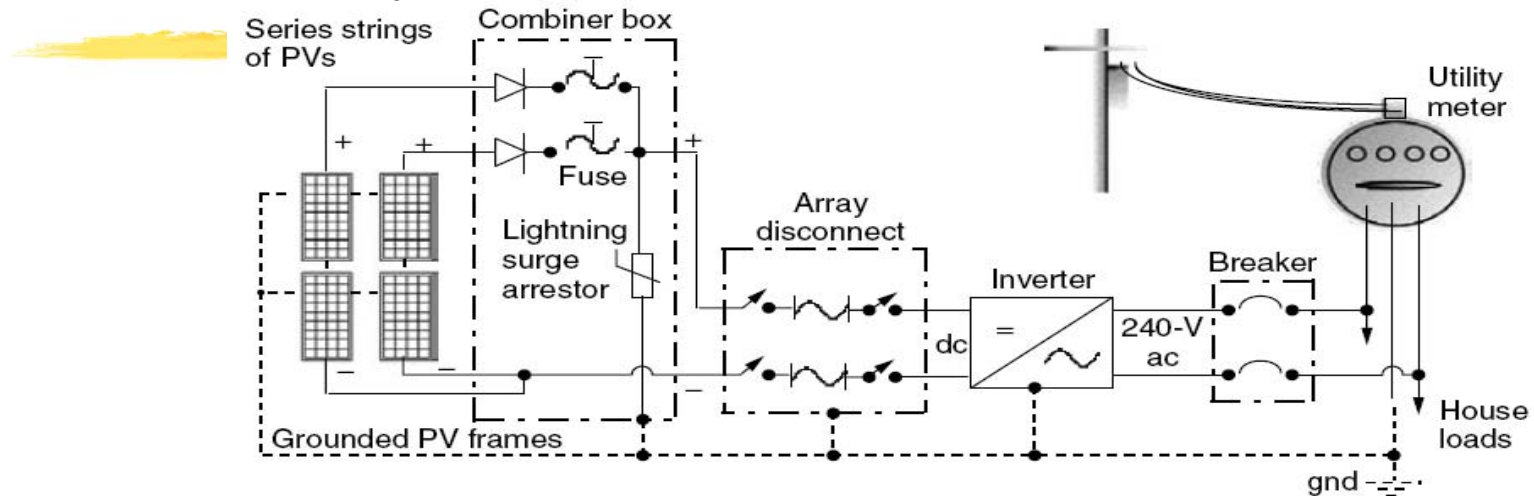 Series strings
of PVs
Combiner box
+
+
Fuse
+
Lightning
surge
arrestor
−
−
−
Grounded PV frames
Array
disconnect
Inverter
dc
=
240-V
ac
Breaker
Utility
meter
House
loads
gnd